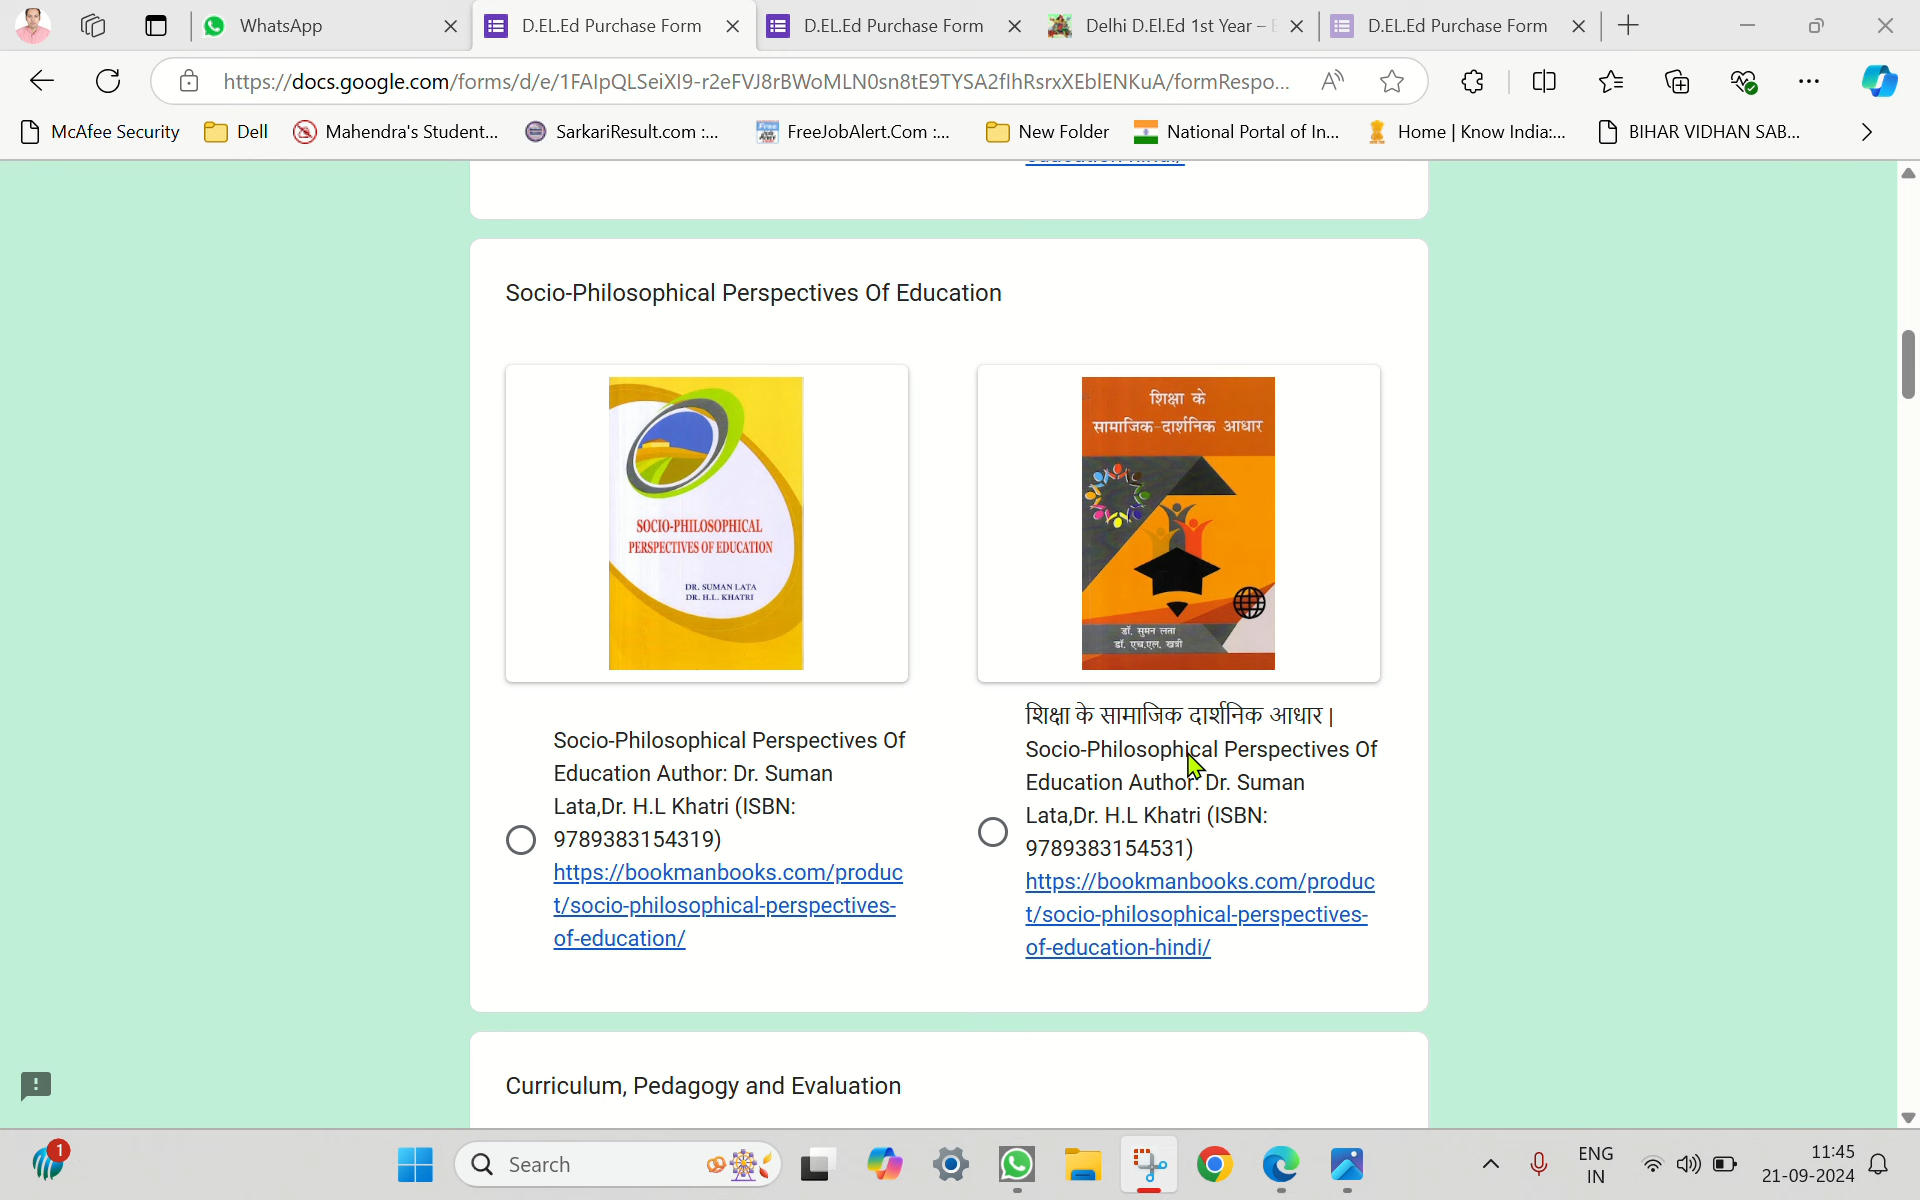 WhatsApp
D.EL.Ed Purchase Form
D.EL.Ed Purchase Form
Delhi D.El.Ed 1st Year –
D.EL.Ed Purchase Form
https://docs.google.com/forms/d/e/1FAIpQLSeiXI9-r2eFVJ8rBWoMLN0sn8tE9TYSA2flhRsrxXEblENKuA/formRespo...
McAfee Security
Dell
Mahendra's Student...
SarkariResult.com :...
FreeJobAlert.Com :...
New Folder
National Portal of In...
Home | Know India:...
BIHAR VIDHAN SAB...
Socio-Philosophical Perspectives Of Education
SOCIO-PHILOSOPHICAL
PERSPECTIVES OF EDUCATION
DR. SUMAN LATA
DR. H.L. KHATRI
शिक्षा के
सामाजिक-दार्शनिक आधार
डॉ. सुमन लता
डॉ. एच.एल. खत्री
Socio-Philosophical Perspectives Of
Education Author: Dr. Suman
Lata,Dr. H.L Khatri (ISBN:
9789383154319)
https://bookmanbooks.com/produc
t/socio-philosophical-perspectives-
of-education/
शिक्षा के सामाजिक दार्शनिक आधार |
Socio-Philosophical Perspectives Of
Education Author: Dr. Suman
Lata,Dr. H.L Khatri (ISBN:
9789383154531)
https://bookmanbooks.com/produc
t/socio-philosophical-perspectives-
of-education-hindi/
Curriculum, Pedagogy and Evaluation
1
Search
ENG
IN
11:45
21-09-2024